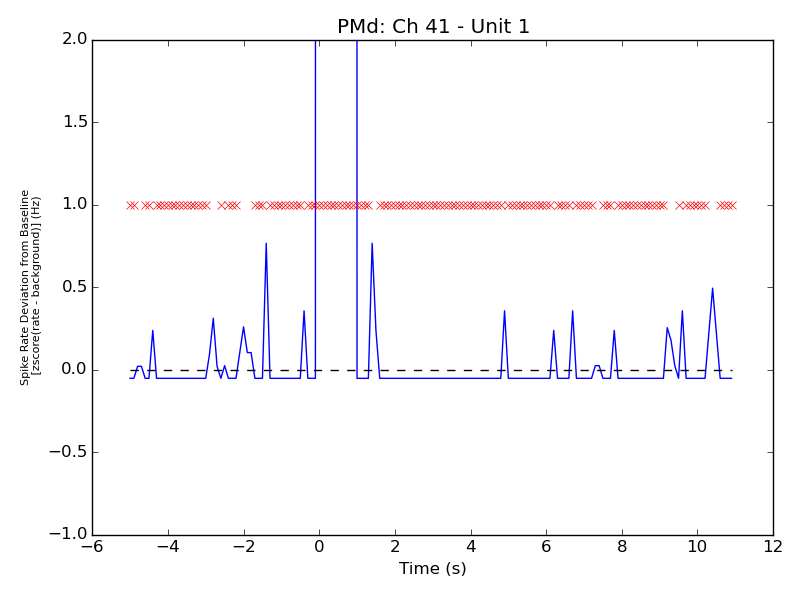 PMd: Ch 41 - Unit 1
2.0
1.5
1.0
0.5
0.0
−0.5
−1.0
Spike Rate Deviation from Baseline
[zscore(rate - background)] (Hz)
−6 −4 −2 0 2 4 6 8 10 12
Time (s)